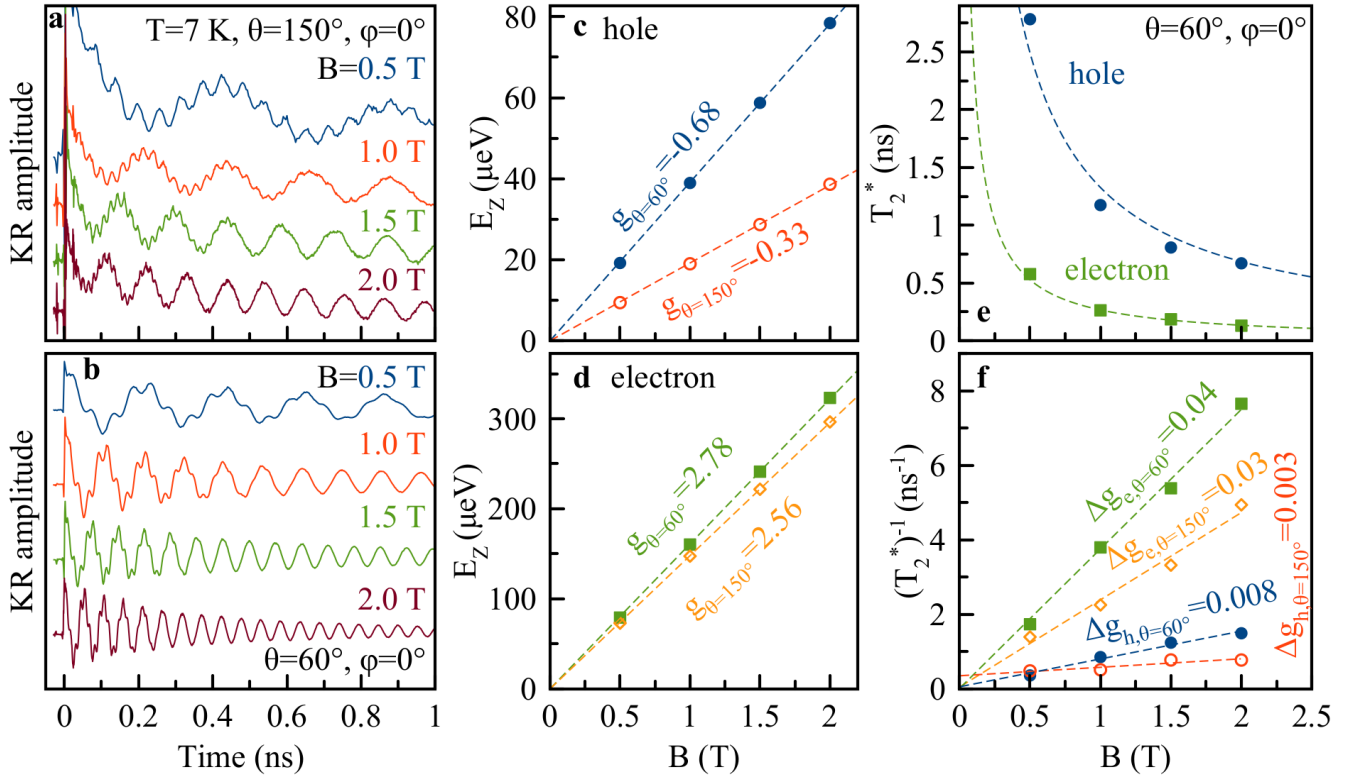 a
T=7 K, θ=150°, φ=0°
B=0.5 T
1.0 T
1.5 T
2.0 T
KR amplitude
b
B=0.5 T
1.0 T
1.5 T
2.0 T
θ=60°, φ=0°
KR amplitude
0 0.2 0.4 0.6 0.8 1
Time (ns)
c hole
80
60
40
20
0
E_Z (μeV)
g_θ=60°=-0.68
g_θ=150°=-0.33
d electron
300
200
100
0
E_Z (μeV)
g_θ=60°=2.78
g_θ=150°=2.56
0 0.5 1 1.5 2
B (T)
θ=60°, φ=0°
hole
electron
e
2.5
2
1.5
1
0.5
0
T_2^* (ns)
f
8
6
4
2
0
(T_2^*)^-1 (ns^-1)
Δg_e,θ=60°=0.04
Δg_e,θ=150°=0.03
Δg_h,θ=60°=0.008
Δg_h,θ=150°=0.003
0 0.5 1 1.5 2 2.5
B (T)